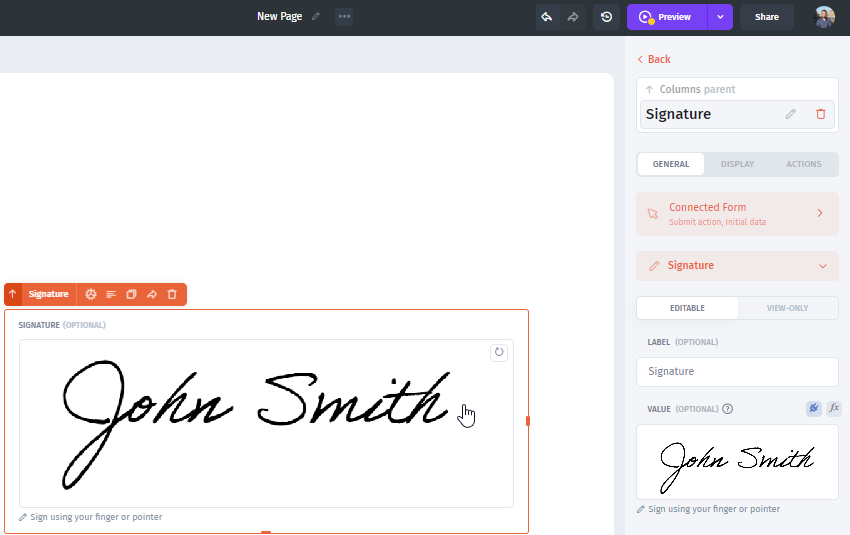 New Page
Preview
Share
Back
Columns parent
Signature
GENERAL DISPLAY ACTIONS
Connected Form
Submit action, Initial data
Signature
EDITABLE VIEW-ONLY
LABEL (OPTIONAL)
Signature
VALUE (OPTIONAL) ? fx
John Smith
Sign using your finger or pointer
Signature
SIGNATURE (OPTIONAL)
John Smith
Sign using your finger or pointer